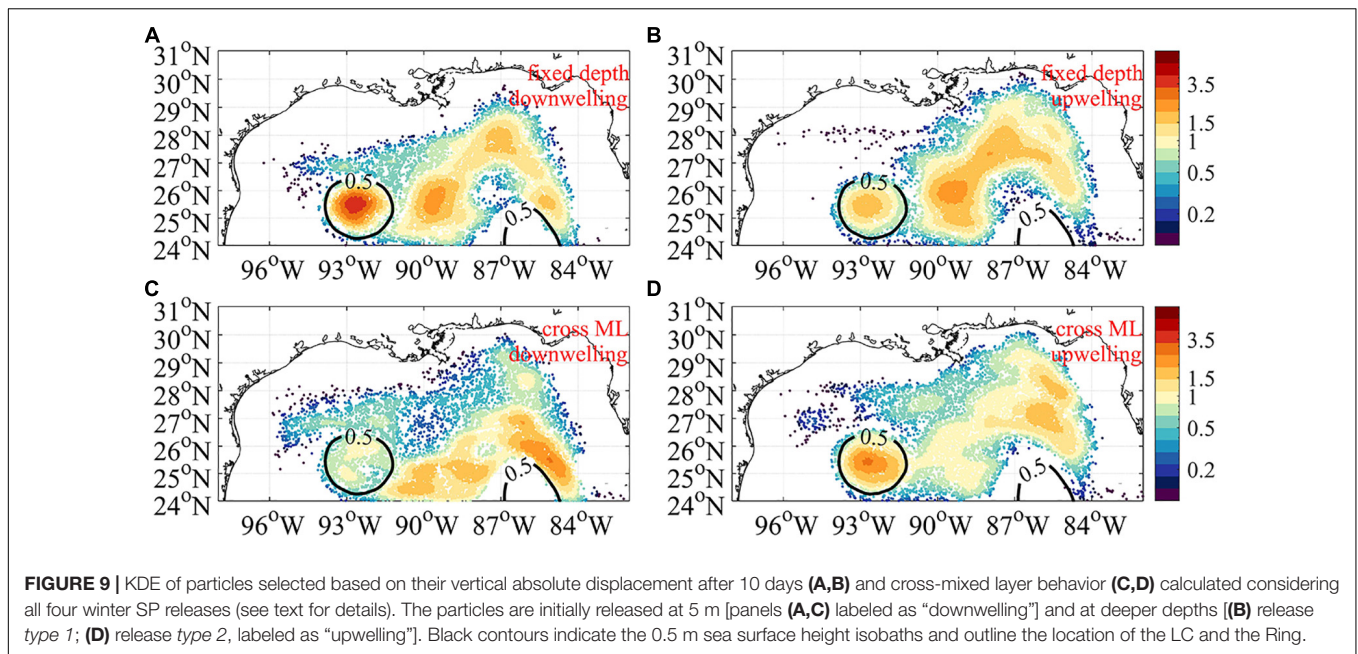 A
31°N
30°N
29°N
28°N
27°N
26°N
25°N
24°N
fixed depth
downwelling
0.5
0.5
96°W 93°W 90°W 87°W 84°W
B
31°N
30°N
29°N
28°N
27°N
26°N
25°N
24°N
fixed depth
upwelling
0.5
0.5
96°W 93°W 90°W 87°W 84°W
3.5
1.5
1
0.5
0.2
C
31°N
30°N
29°N
28°N
27°N
26°N
25°N
24°N
cross ML
downwelling
0.5
0.5
96°W 93°W 90°W 87°W 84°W
D
31°N
30°N
29°N
28°N
27°N
26°N
25°N
24°N
cross ML
upwelling
0.5
0.5
96°W 93°W 90°W 87°W 84°W
3.5
1.5
1
0.5
0.2
FIGURE 9 | KDE of particles selected based on their vertical absolute displacement after 10 days (A,B) and cross-mixed layer behavior (C,D) calculated considering
all four winter SP releases (see text for details). The particles are initially released at 5 m [panels (A,C) labeled as “downwelling”] and at deeper depths [(B) release
type 1; (D) release type 2, labeled as “upwelling”]. Black contours indicate the 0.5 m sea surface height isobaths and outline the location of the LC and the Ring.